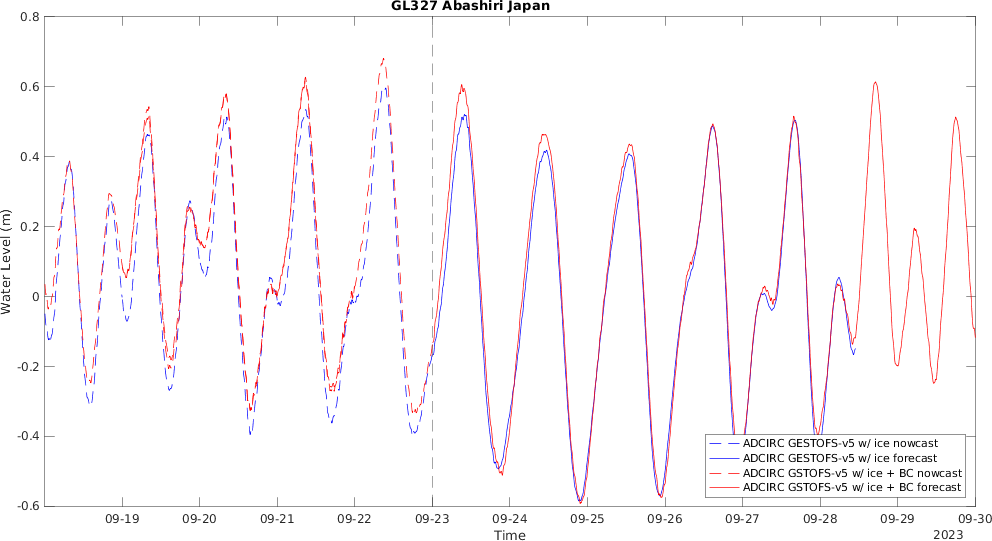 GL327 Abashiri Japan
0.8
0.6
0.4
0.2
0
-0.2
-0.4
-0.6
Water Level (m)
ADCIRC GESTOFS-v5 w/ ice nowcast
ADCIRC GESTOFS-v5 w/ ice forecast
ADCIRC GSTOFS-v5 w/ ice + BC nowcast
ADCIRC GSTOFS-v5 w/ ice + BC forecast
09-19 09-20 09-21 09-22 09-23 09-24 09-25 09-26 09-27 09-28 09-29 09-30
Time
2023